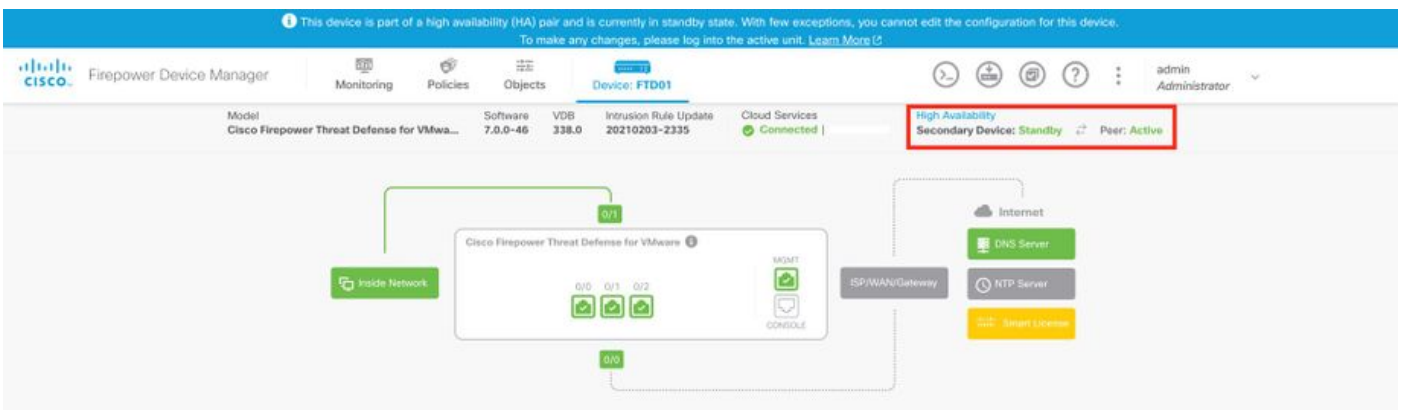 This device is part of a high availability (HA) pair and is currently in standby state. With few exceptions, you cannot edit the configuration for this device.
To make any changes, please log into the active unit. Learn More
CISCO Firepower Device Manager Monitoring Policies Objects Device: FTD01 admin
Administrator
Model Software VDB Intrusion Rule Update Cloud Services High Availability
Cisco Firepower Threat Defense for VMwa... 7.0.0-46 338.0 20210203-2335 Connected | Secondary Device: Standby Peer: Active
0/1
Internet
Cisco Firepower Threat Defense for VMware
DNS Server
MGMT
Inside Network
0/0 0/1 0/2
ISP/WAN/Gateway
NTP Server
CONSOLE
Smart License
0/0